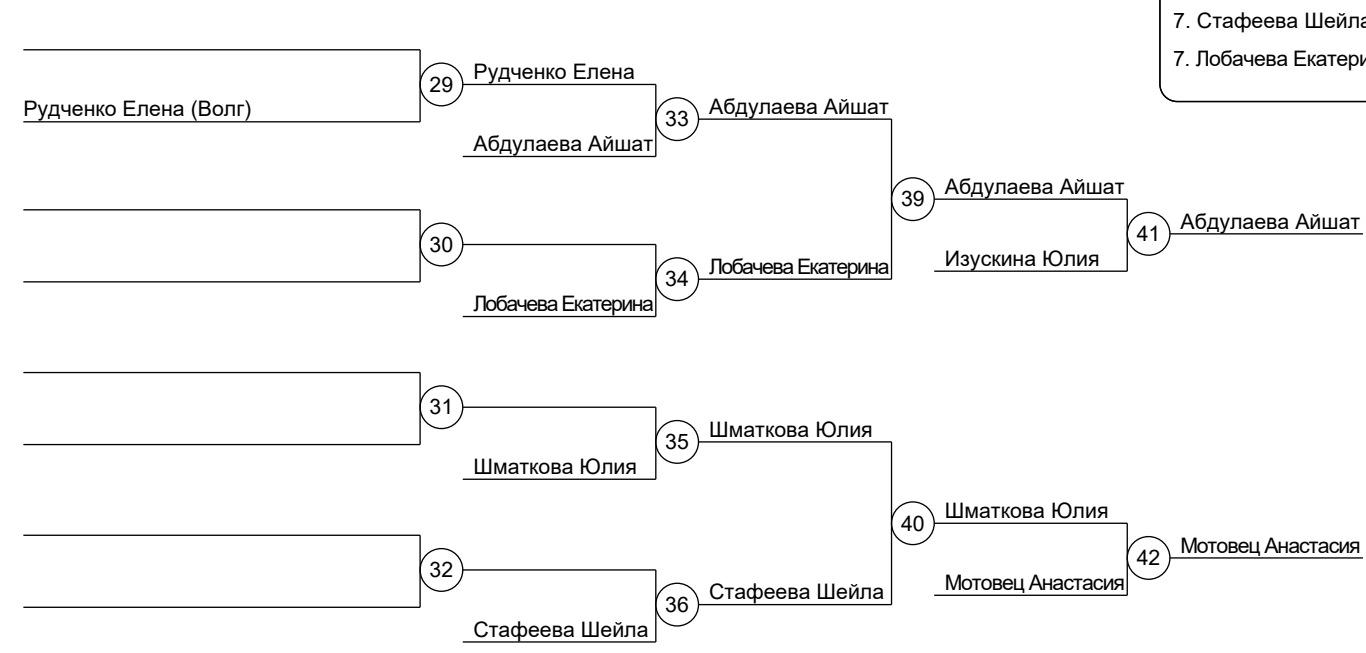 7. Стафеева Шейла
7. Лобачева
29
Рудченко Елена
Рудченко Елена (Волг)
33
Абдулаева Айшат
Абдулаева Айшат
39
Абдулаева Айшат
41
Абдулаева Айшат
30
Изускина Юлия
34
Лобачева Екатерина
Лобачева Екатерина
31
35
Шматкова Юлия
Шматкова Юлия
40
Шматкова Юлия
42
Мотовец Анастасия
32
Мотовец Анастасия
36
Стафеева Шейла
Стафеева Шейла